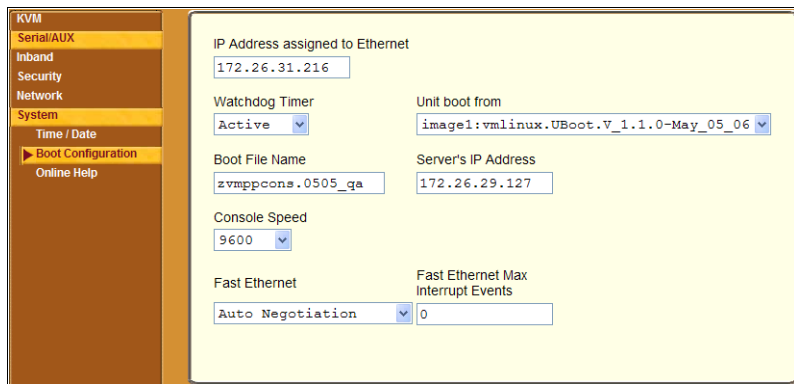 KVM
Serial/AUX
Inband
Security
Network
System
Time / Date
Boot Configuration
Online Help
IP Address assigned to Ethernet
172.26.31.216
Watchdog Timer
Unit boot from
Active
image1:vmlinux.UBoot.V_1.1.0-May_05_06
Boot File Name
Server's IP Address
zvmppcons.0505_qa
172.26.29.127
Console Speed
9600
Fast Ethernet
Fast Ethernet Max
Interrupt Events
Auto Negotiation
0